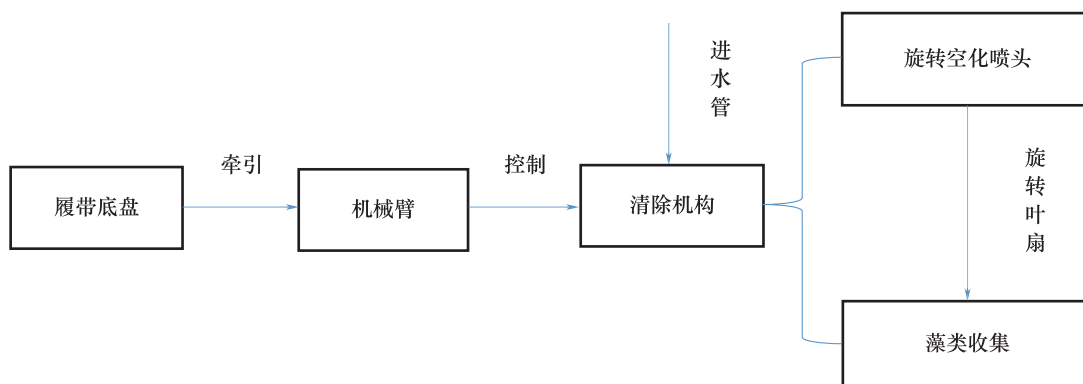 履带底盘
牵引
机械臂
控制
进水管
清除机构
旋转空化喷头
旋转叶扇
藻类收集